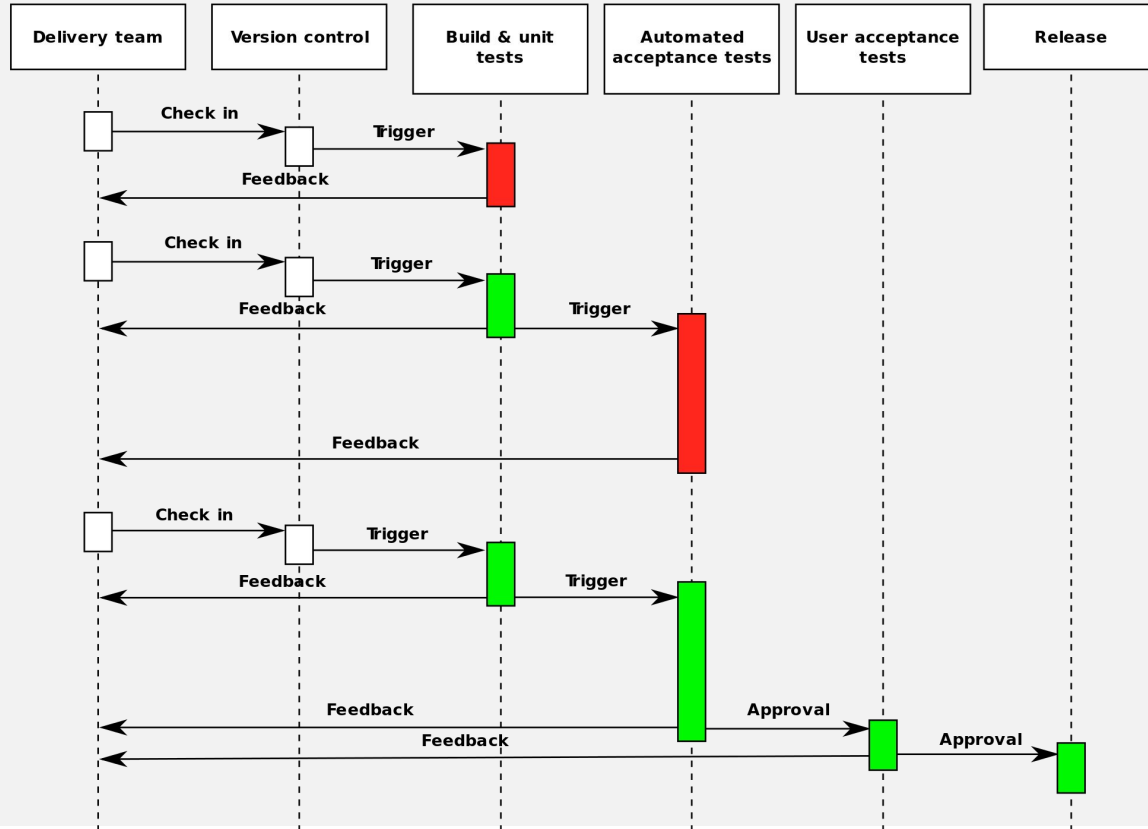 Delivery team
Version control
Build & unit
tests
Automated
acceptance tests
User acceptance
tests
Release
Check in
Trigger
Feedback
Check in
Trigger
Feedback
Trigger
Feedback
Check in
Trigger
Feedback
Trigger
Feedback
Approval
Feedback
Approval